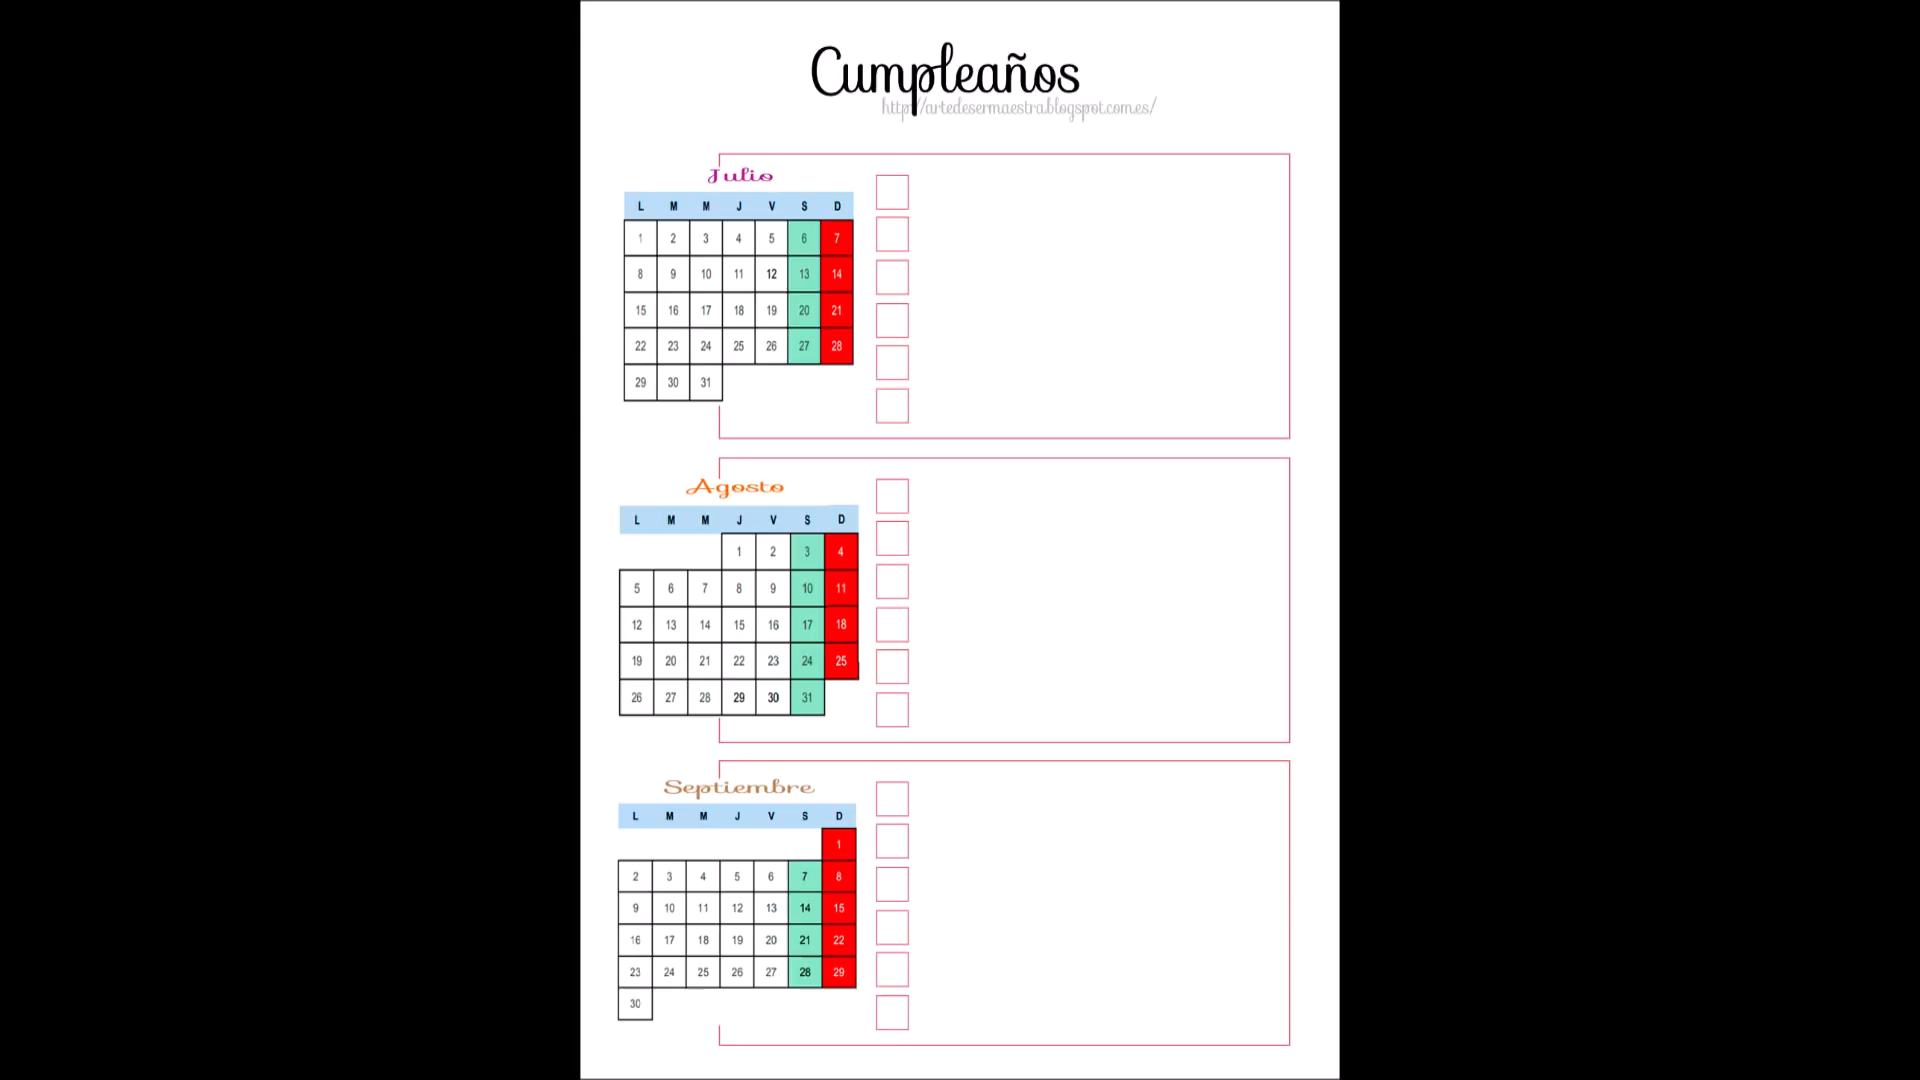 Cumpleaños
http://artedesermaestra.blogspot.com.es/
Julio
L M M J V S D
1 2 3 4 5 6 7
8 9 10 11 12 13 14
15 16 17 18 19 20 21
22 23 24 25 26 27 28
29 30 31
Agosto
L M M J V S D
1 2 3 4
5 6 7 8 9 10 11
12 13 14 15 16 17 18
19 20 21 22 23 24 25
26 27 28 29 30 31
Septiembre
L M M J V S D
1
2 3 4 5 6 7 8
9 10 11 12 13 14 15
16 17 18 19 20 21 22
23 24 25 26 27 28 29
30